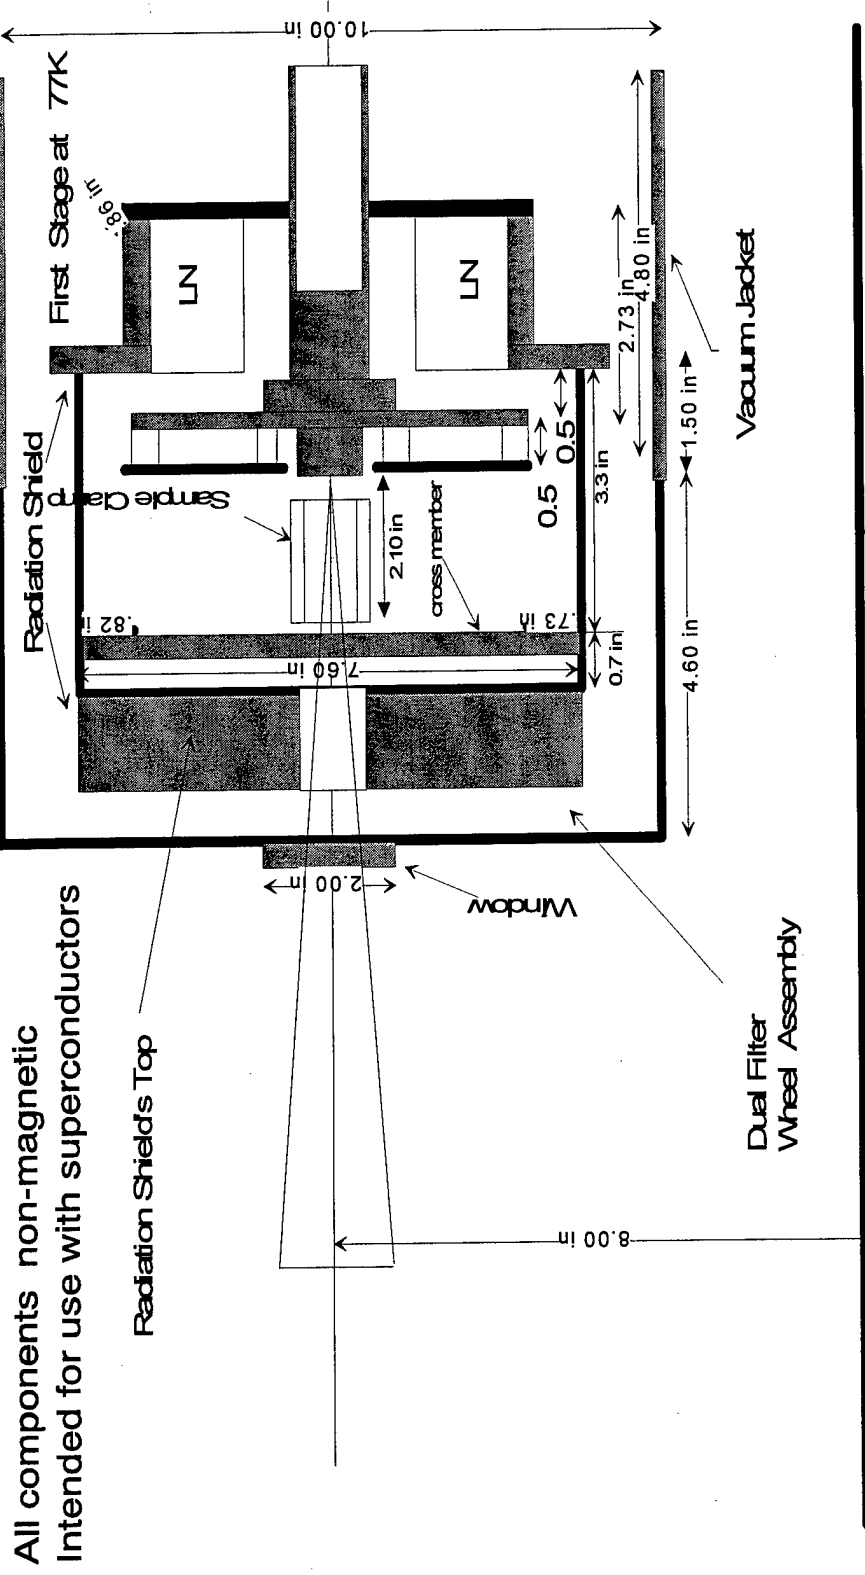 All components non-magnetic
Intended for use with superconductors
Radiation Shield's Top
Radiation Shield
First Stage at 77K
10.00 in
.86 in
LN
LN
Sample Clamp
2.10 in
cross member
.82 in
.73 in
7.60 in
0.5
0.5
3.3 in
0.7 in
2.73 in
4.80 in
1.50 in
4.60 in
Vacuum Jacket
2.00 in
Window
Dual Filter
Wheel Assembly
8.00 in